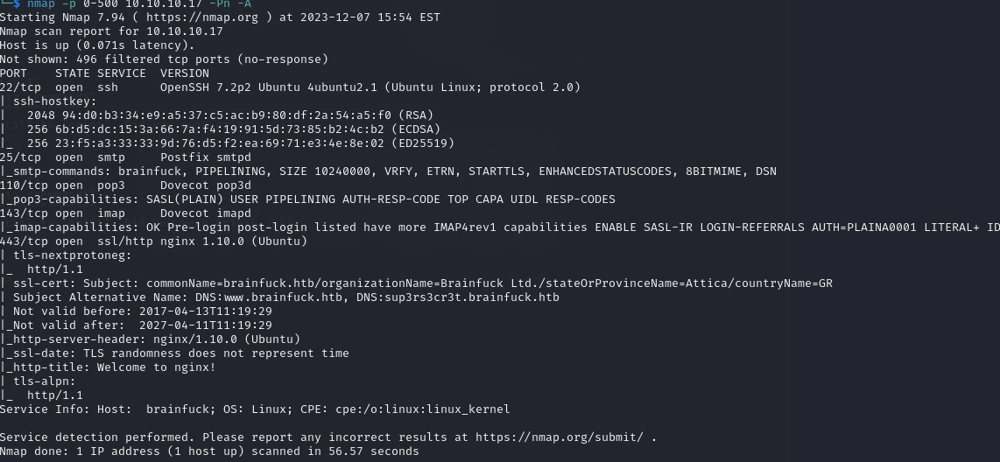 └─$ nmap -p 0-500 10.10.10.17 -Pn -A
Starting Nmap 7.94 ( https://nmap.org ) at 2023-12-07 15:54 EST
Nmap scan report for 10.10.10.17
Host is up (0.071s latency).
Not shown: 496 filtered tcp ports (no-response)
PORT    STATE SERVICE  VERSION
22/tcp  open  ssh      OpenSSH 7.2p2 Ubuntu 4ubuntu2.1 (Ubuntu Linux; protocol 2.0)
| ssh-hostkey:
|   2048 94:d0:b3:34:e9:a5:37:c5:ac:b9:80:df:2a:54:a5:f0 (RSA)
|   256 6b:d5:dc:15:3a:66:7a:f4:19:91:5d:73:85:b2:4c:b2 (ECDSA)
|_  256 23:f5:a3:33:33:9d:76:d5:f2:ea:69:71:e3:4e:8e:02 (ED25519)
25/tcp  open  smtp     Postfix smtpd
|_smtp-commands: brainfuck, PIPELINING, SIZE 10240000, VRFY, ETRN, STARTTLS, ENHANCEDSTATUSCODES, 8BITMIME, DSN
110/tcp open  pop3     Dovecot pop3d
|_pop3-capabilities: SASL(PLAIN) USER PIPELINING AUTH-RESP-CODE TOP CAPA UIDL RESP-CODES
143/tcp open  imap     Dovecot imapd
|_imap-capabilities: OK Pre-login post-login listed have more IMAP4rev1 capabilities ENABLE SASL-IR LOGIN-REFERRALS AUTH=PLAINA0001 LITERAL+ ID
443/tcp open  ssl/http nginx 1.10.0 (Ubuntu)
| tls-nextprotoneg:
|_  http/1.1
| ssl-cert: Subject: commonName=brainfuck.htb/organizationName=Brainfuck Ltd./stateOrProvinceName=Attica/countryName=GR
| Subject Alternative Name: DNS:www.brainfuck.htb, DNS:sup3rs3cr3t.brainfuck.htb
| Not valid before: 2017-04-13T11:19:29
|_Not valid after:  2027-04-11T11:19:29
|_http-server-header: nginx/1.10.0 (Ubuntu)
|_ssl-date: TLS randomness does not represent time
|_http-title: Welcome to nginx!
| tls-alpn:
|_  http/1.1
Service Info: Host:  brainfuck; OS: Linux; CPE: cpe:/o:linux:linux_kernel
Service detection performed. Please report any incorrect results at https://nmap.org/submit/ .
Nmap done: 1 IP address (1 host up) scanned in 56.57 seconds